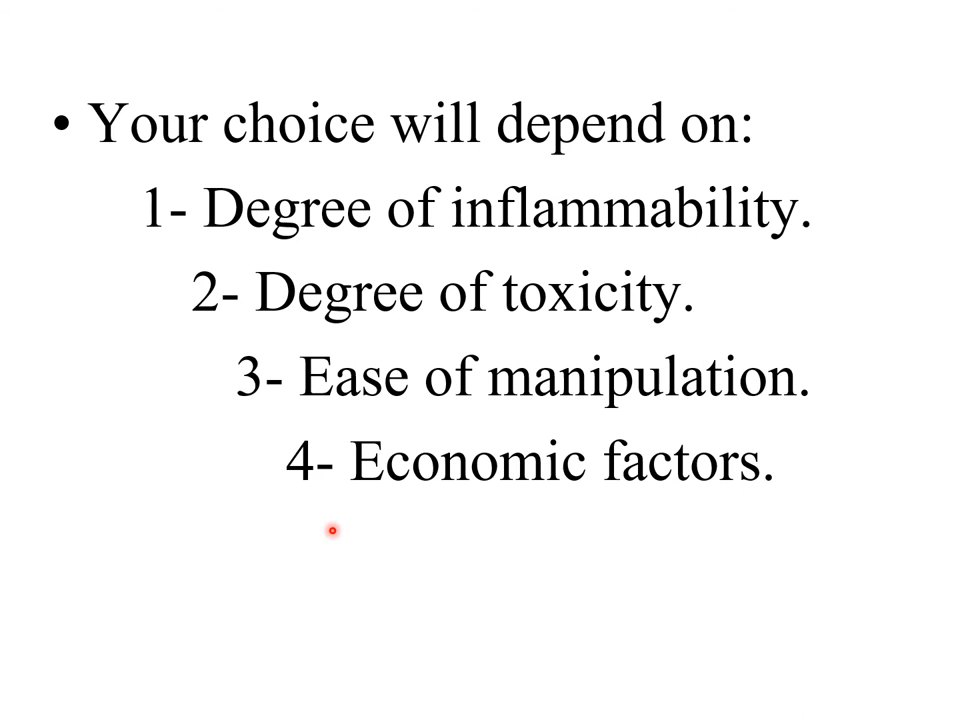 • Your choice will depend on:
1- Degree of inflammability.
2- Degree of toxicity.
3- Ease of manipulation.
4- Economic factors.